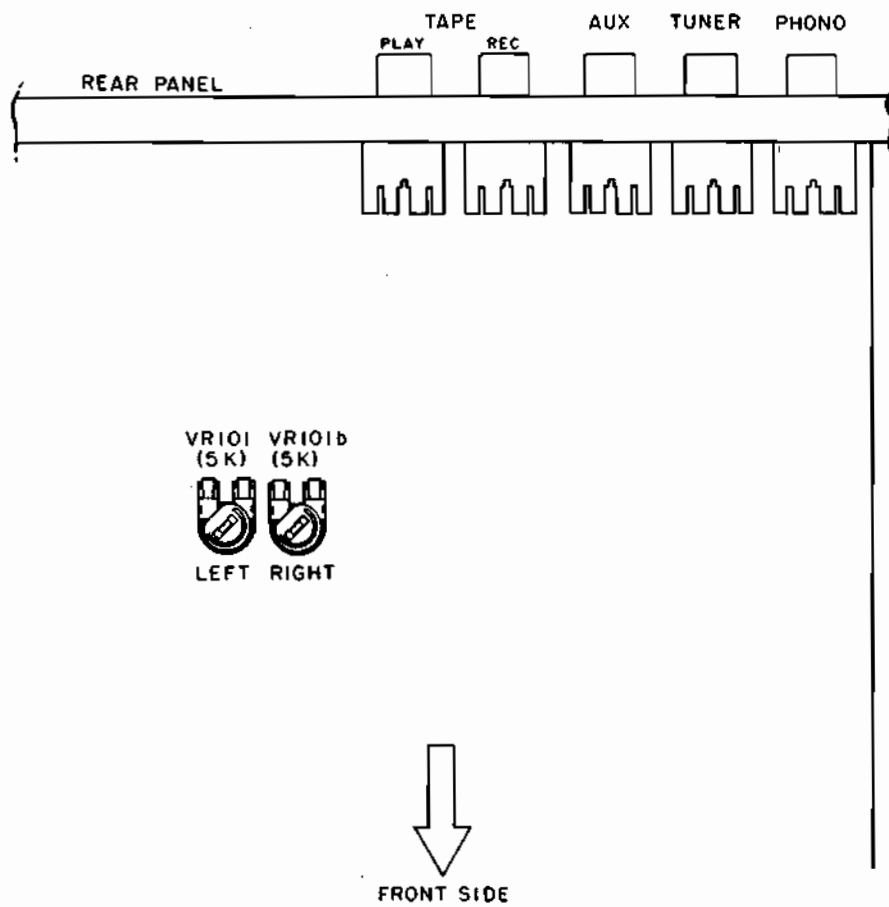 TAPE AUX TUNER PHONO
PLAY REC
REAR PANEL
VR101 VR101b
(5K) (5K)
LEFT RIGHT
FRONT SIDE